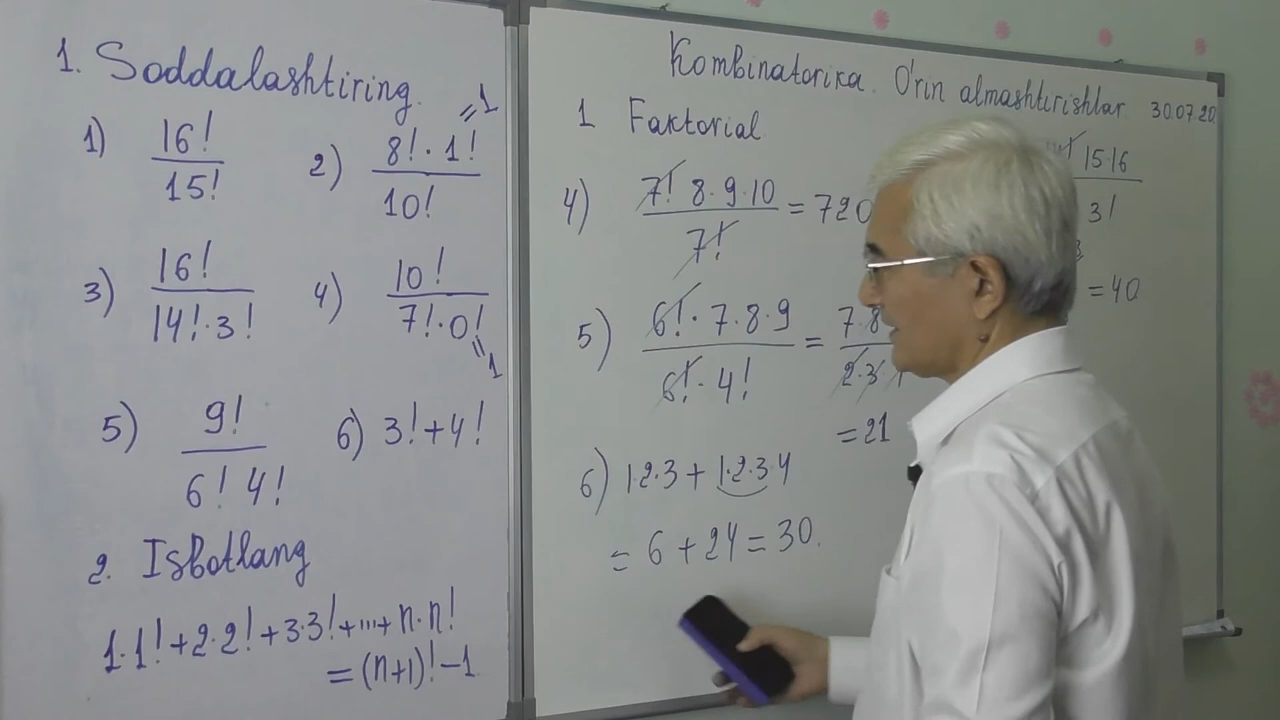 1. Soddalashtiring.
= 1
1) 16! / 15! 2) 8! · 1! / 10!
3) 16! / 14! · 3! 4) 10! / 7! · 0!
= 1
5) 9! / 6! 4! 6) 3! + 4!
2. Isbotlang
1·1! + 2·2! + 3·3! + ... + n·n!
= (n+1)! - 1
Kombinatorika. O'rin almashtirishlar 30.07.20
1 Faktorial
15·16
3!
= 40
4) 7! 8·9·10 / 7! = 720
5) 6! · 7·8·9 / 6! · 4! = 7·8 / 2·3
= 21
6) 1·2·3 + 1·2·3·4
= 6 + 24 = 30.